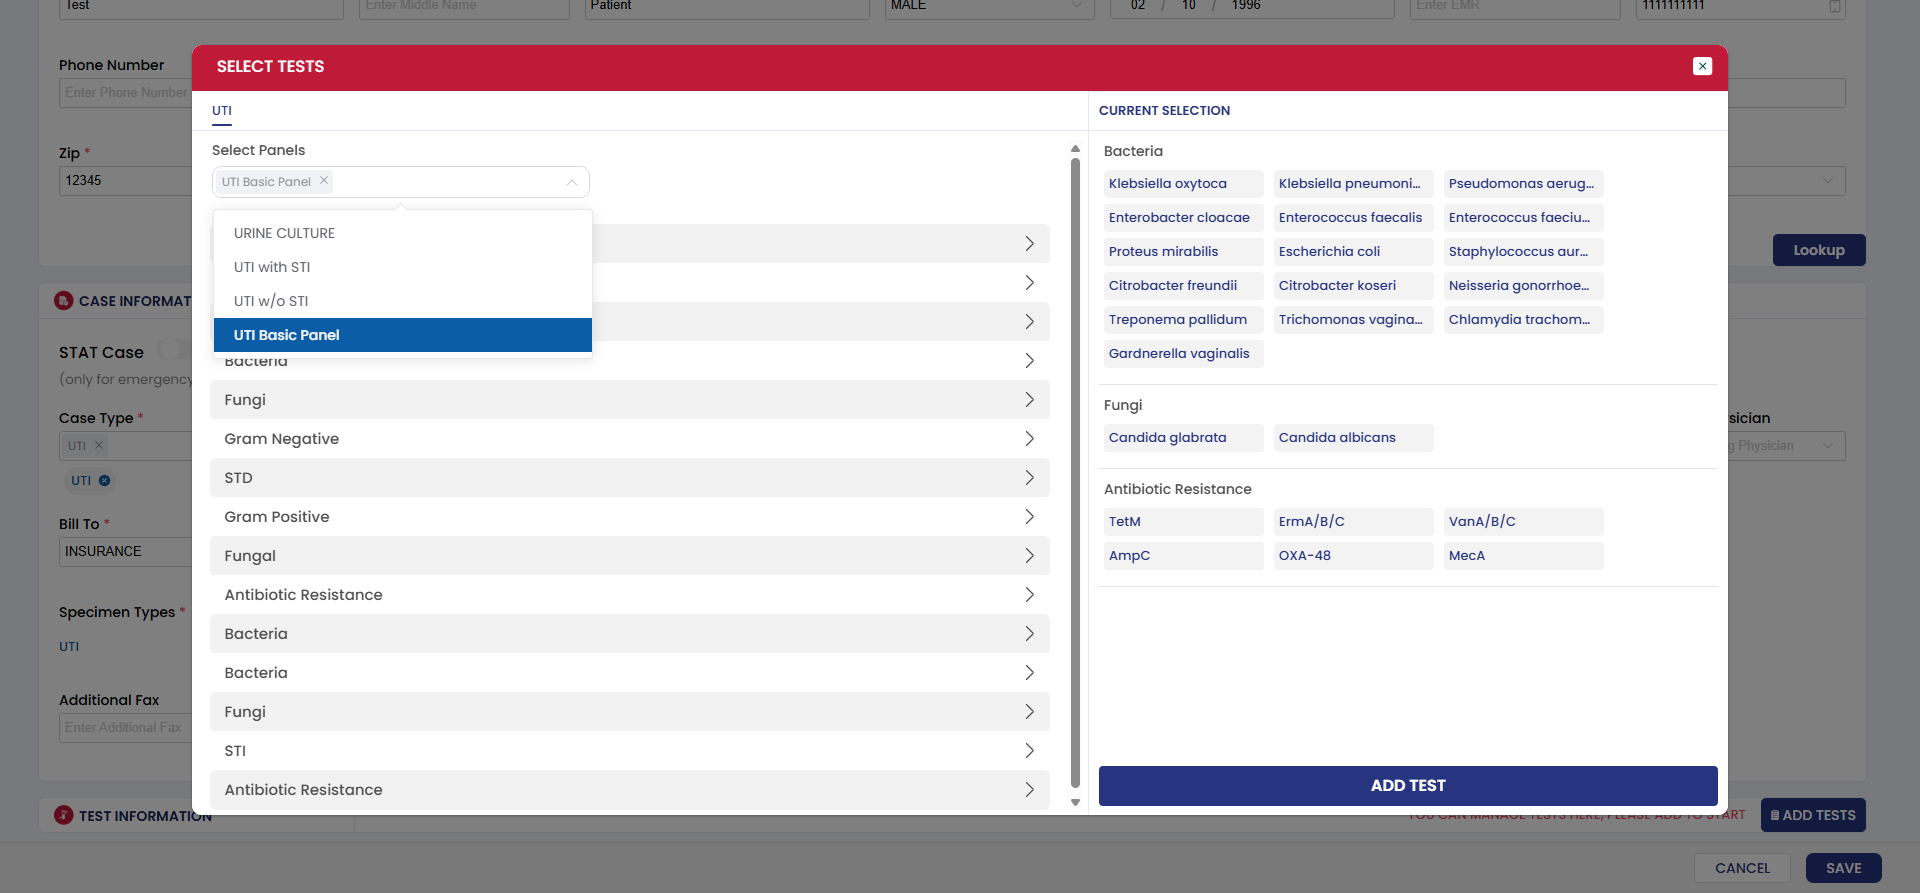 Test
Enter Middle Name
Patient
MALE
02 / 10 / 1996
Enter EMR
1111111111
Phone Number
Enter Phone Number
Zip *
12345
Lookup
CASE INFORMAT
STAT Case
(only for emergency
Case Type *
UTI
UTI
Bill To *
INSURANCE
Specimen Types *
UTI
Additional Fax
Enter Additional Fax
sician
g Physician
TEST INFORMATION
YOU CAN MANAGE TESTS HERE, PLEASE ADD TO START
ADD TESTS
CANCEL
SAVE
SELECT TESTS
UTI
Select Panels
UTI Basic Panel
URINE CULTURE
UTI with STI
UTI w/o STI
UTI Basic Panel
Bacteria
Fungi
Gram Negative
STD
Gram Positive
Fungal
Antibiotic Resistance
Bacteria
Bacteria
Fungi
STI
Antibiotic Resistance
CURRENT SELECTION
Bacteria
Klebsiella oxytoca
Klebsiella pneumoni...
Pseudomonas aerug...
Enterobacter cloacae
Enterococcus faecalis
Enterococcus faeciu...
Proteus mirabilis
Escherichia coli
Staphylococcus aur...
Citrobacter freundii
Citrobacter koseri
Neisseria gonorrhoe...
Treponema pallidum
Trichomonas vagina...
Chlamydia trachom...
Gardnerella vaginalis
Fungi
Candida glabrata
Candida albicans
Antibiotic Resistance
TetM
ErmA/B/C
VanA/B/C
AmpC
OXA-48
MecA
ADD TEST